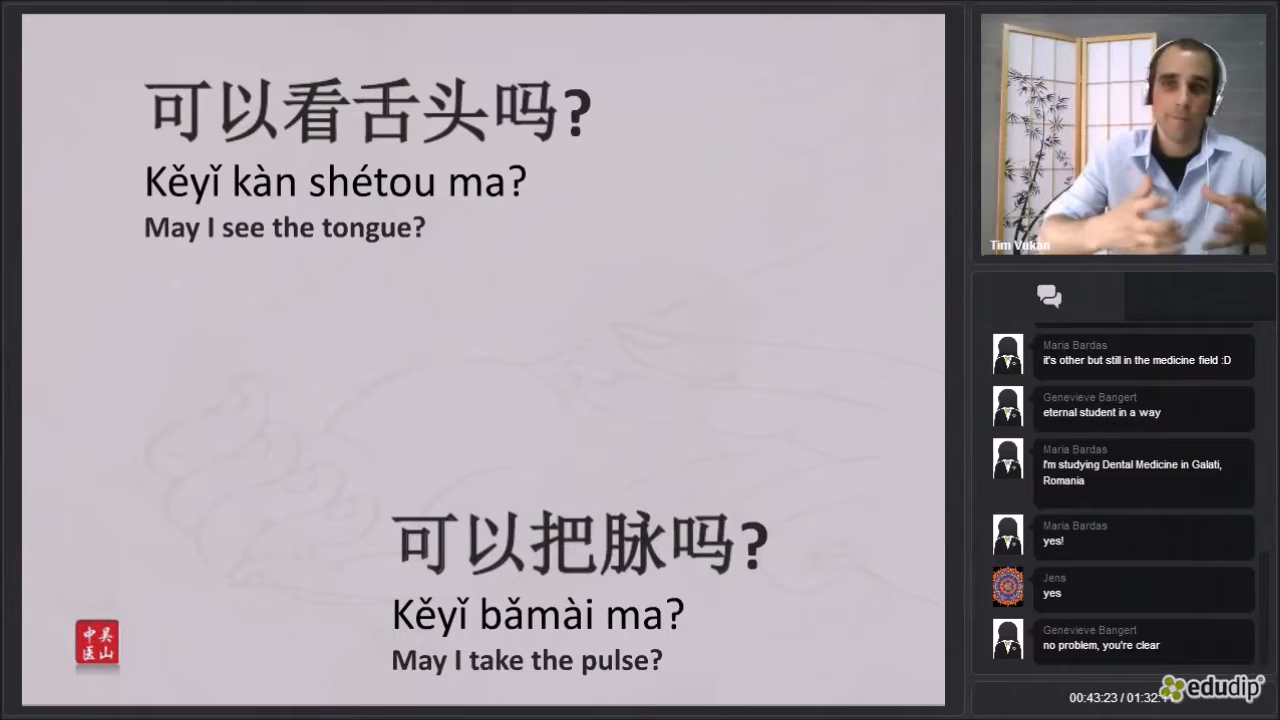 可以看舌头吗?
Kěyǐ kàn shétou ma?
May I see the tongue?
可以把脉吗?
Kěyǐ bǎmài ma?
May I take the pulse?
中吴
医山
Tim Vukan
Maria Bardas
it's other but still in the medicine field :D
Genevieve Bangert
eternal student in a way
Maria Bardas
I'm studying Dental Medicine in Galati,
Romania
Maria Bardas
yes!
Jens
yes
Genevieve Bangert
no problem, you're clear
00:43:23 / 01:32:
edudip